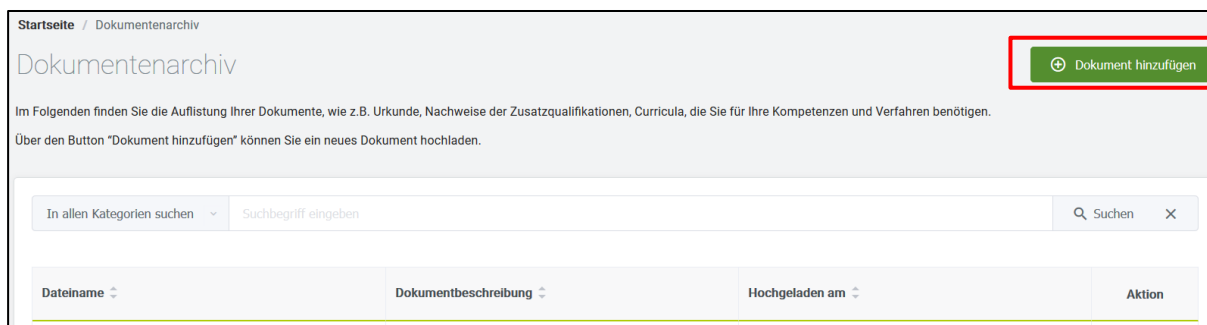 Startseite / Dokumentenarchiv
Dokumentenarchiv
Dokument hinzufügen
Im Folgenden finden Sie die Auflistung Ihrer Dokumente, wie z.B. Urkunde, Nachweise der Zusatzqualifikationen, Curricula, die Sie für Ihre Kompetenzen und Verfahren benötigen.
Über den Button "Dokument hinzufügen" können Sie ein neues Dokument hochladen.
In allen Kategorien suchen Suchbegriff eingeben Suchen
Dateiname Dokumentbeschreibung Hochgeladen am Aktion